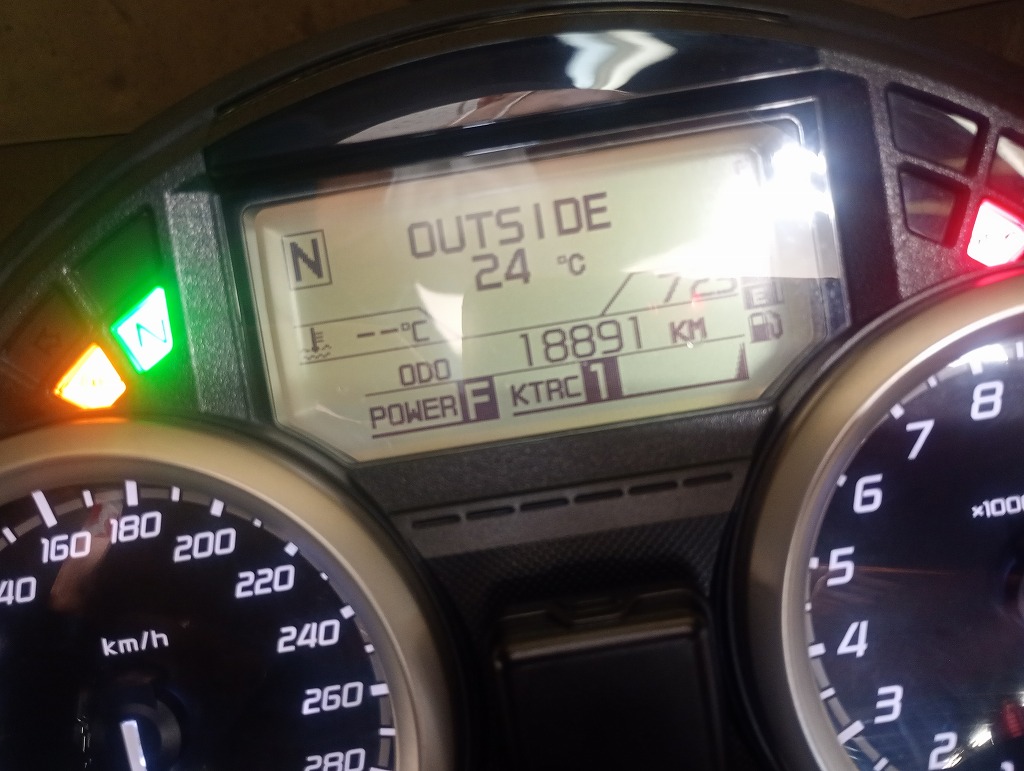 OUTSIDE
N
24 °C
--°C
E
ODO 18891 KM
POWER F KTRC 1
N
40 160 180 200 220 240 260 280
km/h
8 7 6 5 4 3 2